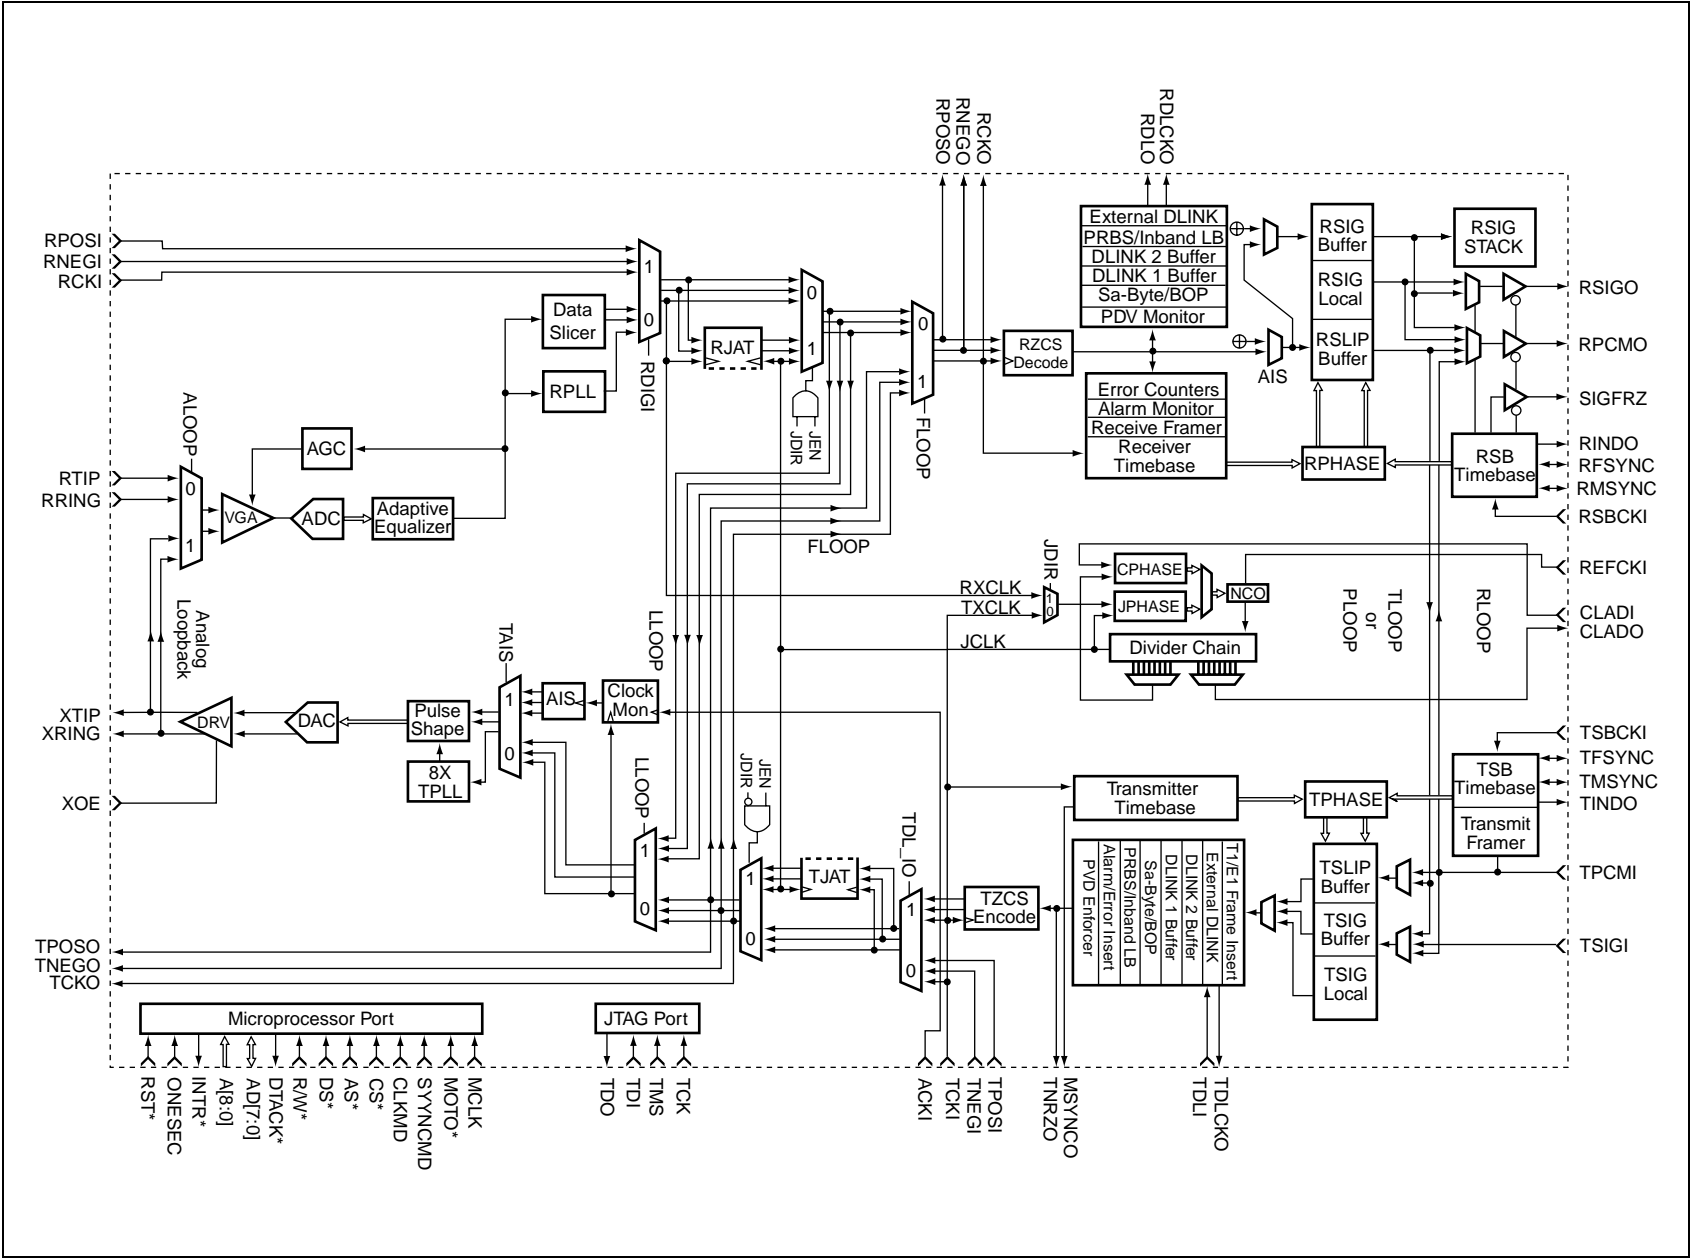 RPOSO
RNEGO
RCKO
RDLO
RDLCKO
RPOSI
RNEGI
RCKI
Data
Slicer
RPLL
1
0
RDIGI
RJAT
0
1
JDIR
JEN
0
1
FLOOP
RZCS
Decode
External DLINK
PRBS/Inband LB
DLINK 2 Buffer
DLINK 1 Buffer
Sa-Byte/BOP
PDV Monitor
Error Counters
Alarm Monitor
Receive Framer
Receiver
Timebase
AIS
RSIG
Buffer
RSIG
Local
RSLIP
Buffer
RPHASE
RSIG
STACK
RSB
Timebase
RSIGO
RPCMO
SIGFRZ
RINDO
RFSYNC
RMSYNC
RSBCKI
REFCKI
CLADI
CLADO
ALOOP
0
1
RTIP
RRING
AGC
VGA
ADC
Adaptive
Equalizer
FLOOP
RXCLK
TXCLK
JCLK
JDIR
1
0
CPHASE
JPHASE
NCO
Divider Chain
PLOOP
or
TLOOP
RLOOP
Analog
Loopback
LLOOP
TAIS
1
0
AIS
Clock
Mon
XTIP
XRING
XOE
DRV
DAC
Pulse
Shape
8X
TPLL
LLOOP
1
0
JDIR
JEN
1
0
TJAT
TDL_IO
1
0
TZCS
Encode
Transmitter
Timebase
TPHASE
TSB
Timebase
Transmit
Framer
TSBCKI
TFSYNC
TMSYNC
TINDO
TPCMI
TSIGI
T1/E1 Frame Insert
External DLINK
DLINK 2 Buffer
DLINK 1 Buffer
Sa-Byte/BOP
PRBS/Inband LB
Alarm/Error Insert
PVD Enforcer
TSLIP
Buffer
TSIG
Buffer
TSIG
Local
TPOSO
TNEGO
TCKO
Microprocessor Port
JTAG Port
RST*
ONESEC
INTR*
A[8:0]
AD[7:0]
DTACK*
R/W*
DS*
AS*
CS*
CLKMD
SYYNCMD
MOTO*
MCLK
TDO
TDI
TMS
TCK
ACKI
TCKI
TNEGI
TPOSI
TNRZO
MSYNCO
TDLI
TDLCKO